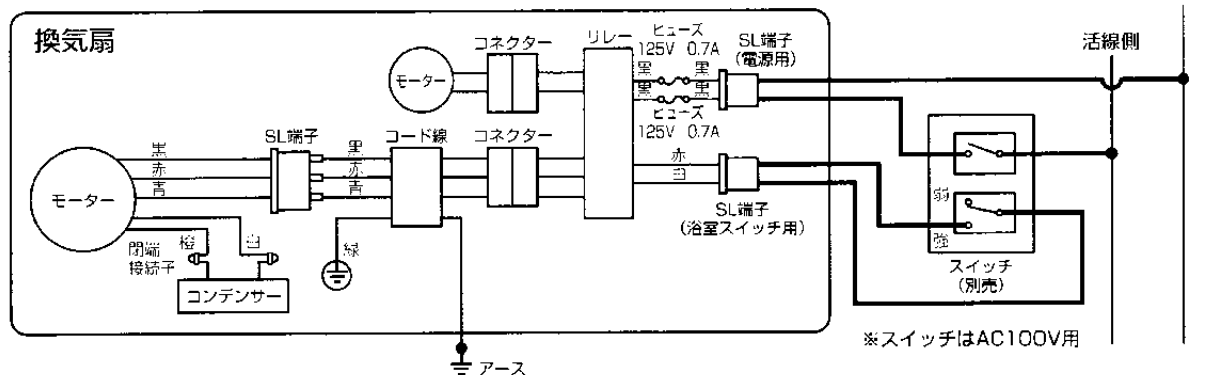 換気扇
コネクター
リレー
ヒューズ
125V 0.7A
SL端子
(電源用)
活線側
モーター
黒 黒
黒 黒
ヒューズ
125V 0.7A
SL端子
コード線
コネクター
黒
赤
青
黒
赤
青
赤
白
モーター
SL端子
(浴室スイッチ用)
弱
強
スイッチ
(別売)
閉端
接続子
橙
白
緑
コンデンサー
※スイッチはAC100V用
アース